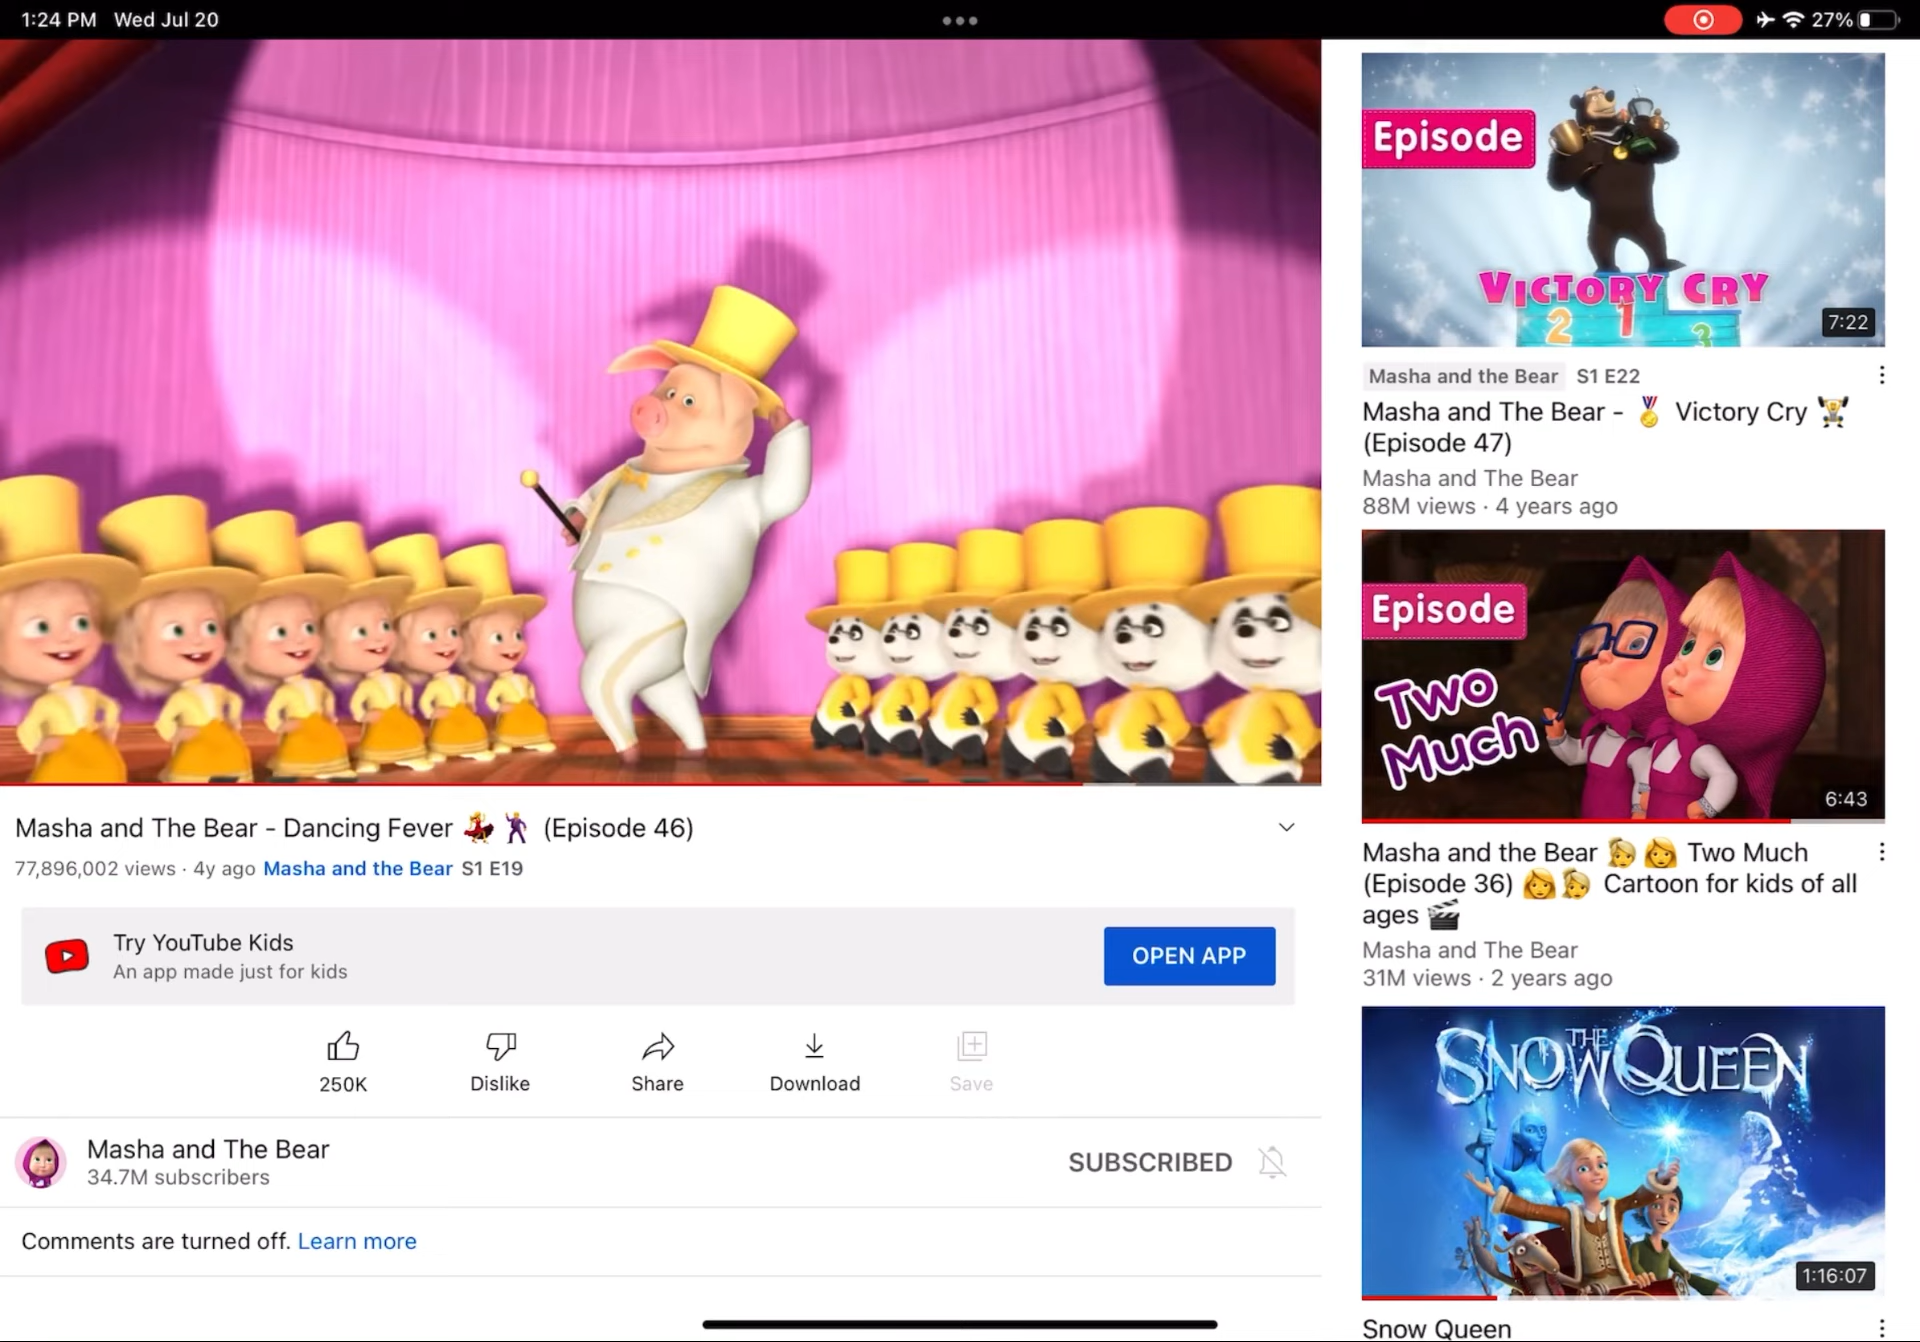 1:24 PM Wed Jul 20
27%
Masha and The Bear - Dancing Fever 💃🕺 (Episode 46)
77,896,002 views · 4y ago Masha and the Bear S1 E19
Try YouTube Kids
An app made just for kids
OPEN APP
250K
Dislike
Share
Download
Save
Masha and The Bear
34.7M subscribers
SUBSCRIBED
Comments are turned off. Learn more
Episode
VICTORY CRY
2 1 3
7:22
Masha and the Bear S1 E22
Masha and The Bear - 🏅 Victory Cry 🏋️
(Episode 47)
Masha and The Bear
88M views · 4 years ago
Episode
Two
Much
6:43
Masha and the Bear 👱‍♀️👩 Two Much
(Episode 36) 👩👱‍♀️ Cartoon for kids of all
ages 🎬
Masha and The Bear
31M views · 2 years ago
THE
SNOW QUEEN
1:16:07
Snow Queen